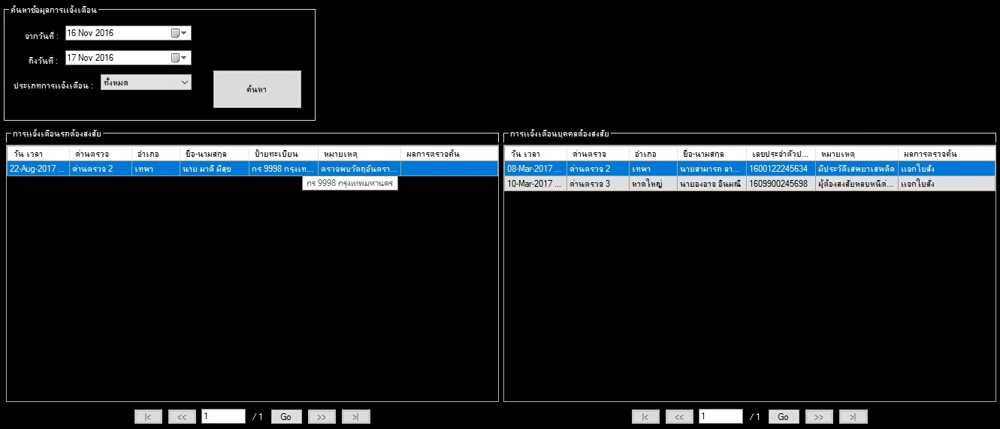 ค้นหาข้อมูลการแจ้งเตือน
จากวันที่ : 16 Nov 2016
ถึงวันที่ : 17 Nov 2016
ประเภทการแจ้งเตือน : ทั้งหมด
ค้นหา
การแจ้งเตือนรถต้องสงสัย
วัน เวลา ด่านตรวจ อำเภอ ชื่อ-นามสกุล ป้ายทะเบียน หมายเหตุ ผลการตรวจค้น
22-Aug-2017 ... ด่านตรวจ 2 เทพา นาย มาดี มีสุข กร 9998 กรุงเท... ตรวจพบวัตถุอันตรา...
กร 9998 กรุงเทพมหานคร
|< << 1 / 1 Go >> >|
การแจ้งเตือนบุคคลต้องสงสัย
วัน เวลา ด่านตรวจ อำเภอ ชื่อ-นามสกุล เลขประจำตัวป... หมายเหตุ ผลการตรวจค้น
08-Mar-2017 ... ด่านตรวจ 2 เทพา นายสามารถ ลา... 1600122245634 มีประวัติเสพยาเสพติด แจกใบสั่ง
10-Mar-2017 ... ด่านตรวจ 3 หาดใหญ่ นายองอาจ อินมณี 1609900245698 ผู้ต้องสงสัยหลบหนีด่... แจกใบสั่ง
|< << 1 / 1 Go >> >|